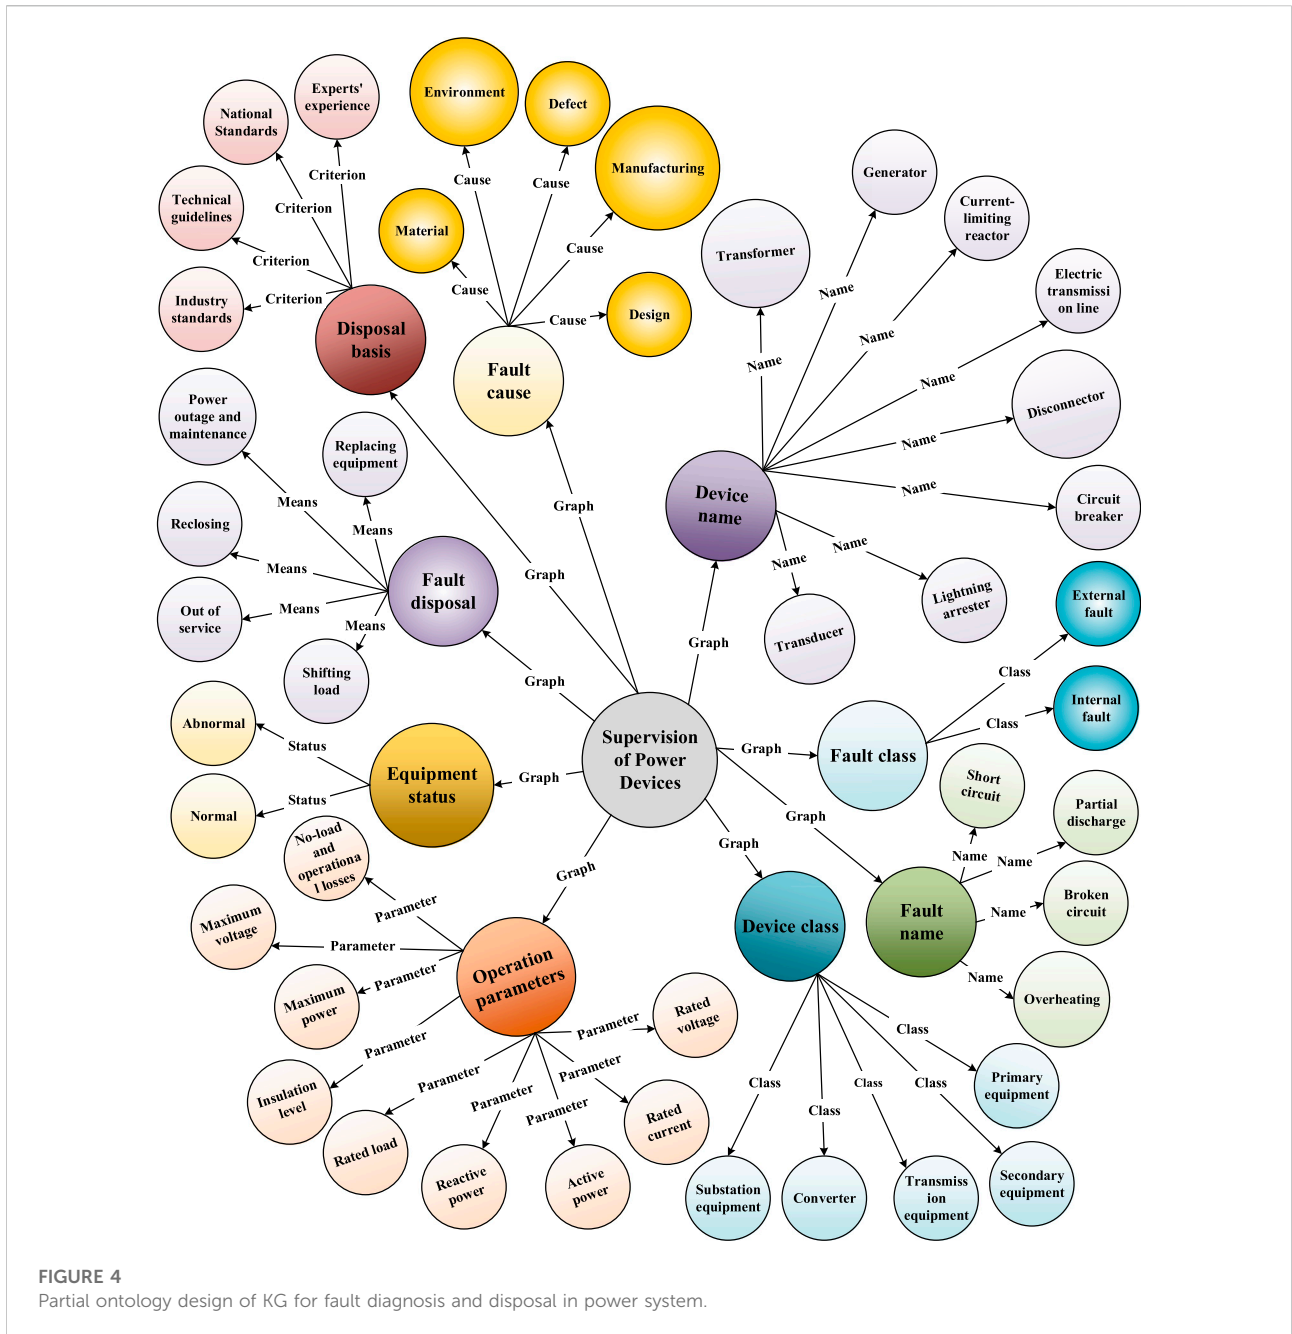 Experts'
experience
National
Standards
Technical
guidelines
Industry
standards
Criterion
Criterion
Criterion
Criterion
Disposal
basis
Environment
Defect
Manufacturing
Material
Design
Cause
Cause
Cause
Cause
Cause
Fault
cause
Generator
Current-
limiting
reactor
Transformer
Electric
transmissi
on line
Disconnector
Circuit
breaker
Lightning
arrester
Transducer
Name
Name
Name
Name
Name
Name
Name
Name
Device
name
Power
outage and
maintenance
Replacing
equipment
Reclosing
Out of
service
Shifting
load
Means
Means
Means
Means
Means
Fault
disposal
Graph
Graph
Graph
Graph
Graph
Graph
Graph
Graph
Graph
Supervision
of Power
Devices
External
fault
Internal
fault
Class
Class
Fault class
Abnormal
Normal
Status
Status
Equipment
status
Short
circuit
Partial
discharge
Broken
circuit
Overheating
Name
Name
Name
Name
Fault
name
No-load
and
operationa
l losses
Maximum
voltage
Maximum
power
Insulation
level
Rated load
Reactive
power
Active
power
Rated
current
Rated
voltage
Parameter
Parameter
Parameter
Parameter
Parameter
Parameter
Parameter
Parameter
Parameter
Operation
parameters
Device class
Class
Class
Class
Class
Class
Primary
equipment
Secondary
equipment
Transmiss
ion
equipment
Converter
Substation
equipment
FIGURE 4
Partial ontology design of KG for fault diagnosis and disposal in power system.